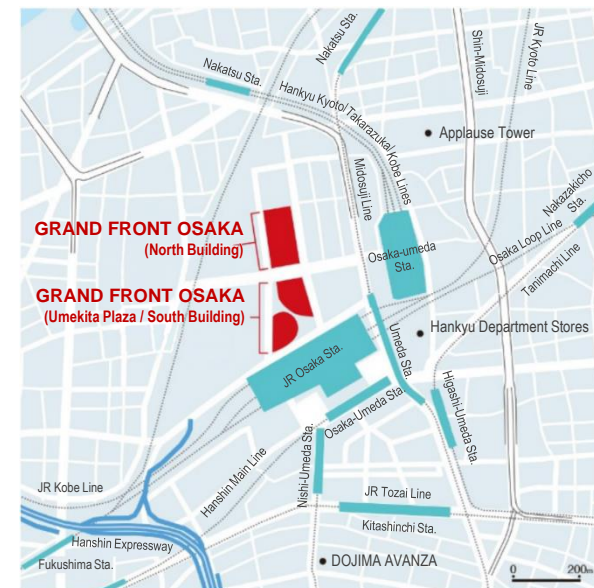 Nakatsu Sta.
Nakatsu Sta.
Shin-Midosuji
JR Kyoto Line
Hankyu Kyoto/ Takarazuka/ Kobe Lines
Applause Tower
Midosuji Line
Nakazakicho
Sta.
GRAND FRONT OSAKA
(North Building)
Osaka-umeda
Sta.
Osaka Loop Line
Tanimachi Line
GRAND FRONT OSAKA
(Umekita Plaza / South Building)
Umeda Sta.
Hankyu Department Stores
JR Osaka Sta.
Higashi-Umeda Sta.
Osaka-Umeda Sta.
Nishi-Umeda Sta.
Hanshin Main Line
JR Kobe Line
JR Tozai Line
Kitashinchi Sta.
Hanshin Expressway
Fukushima Sta.
DOJIMA AVANZA
0 200m